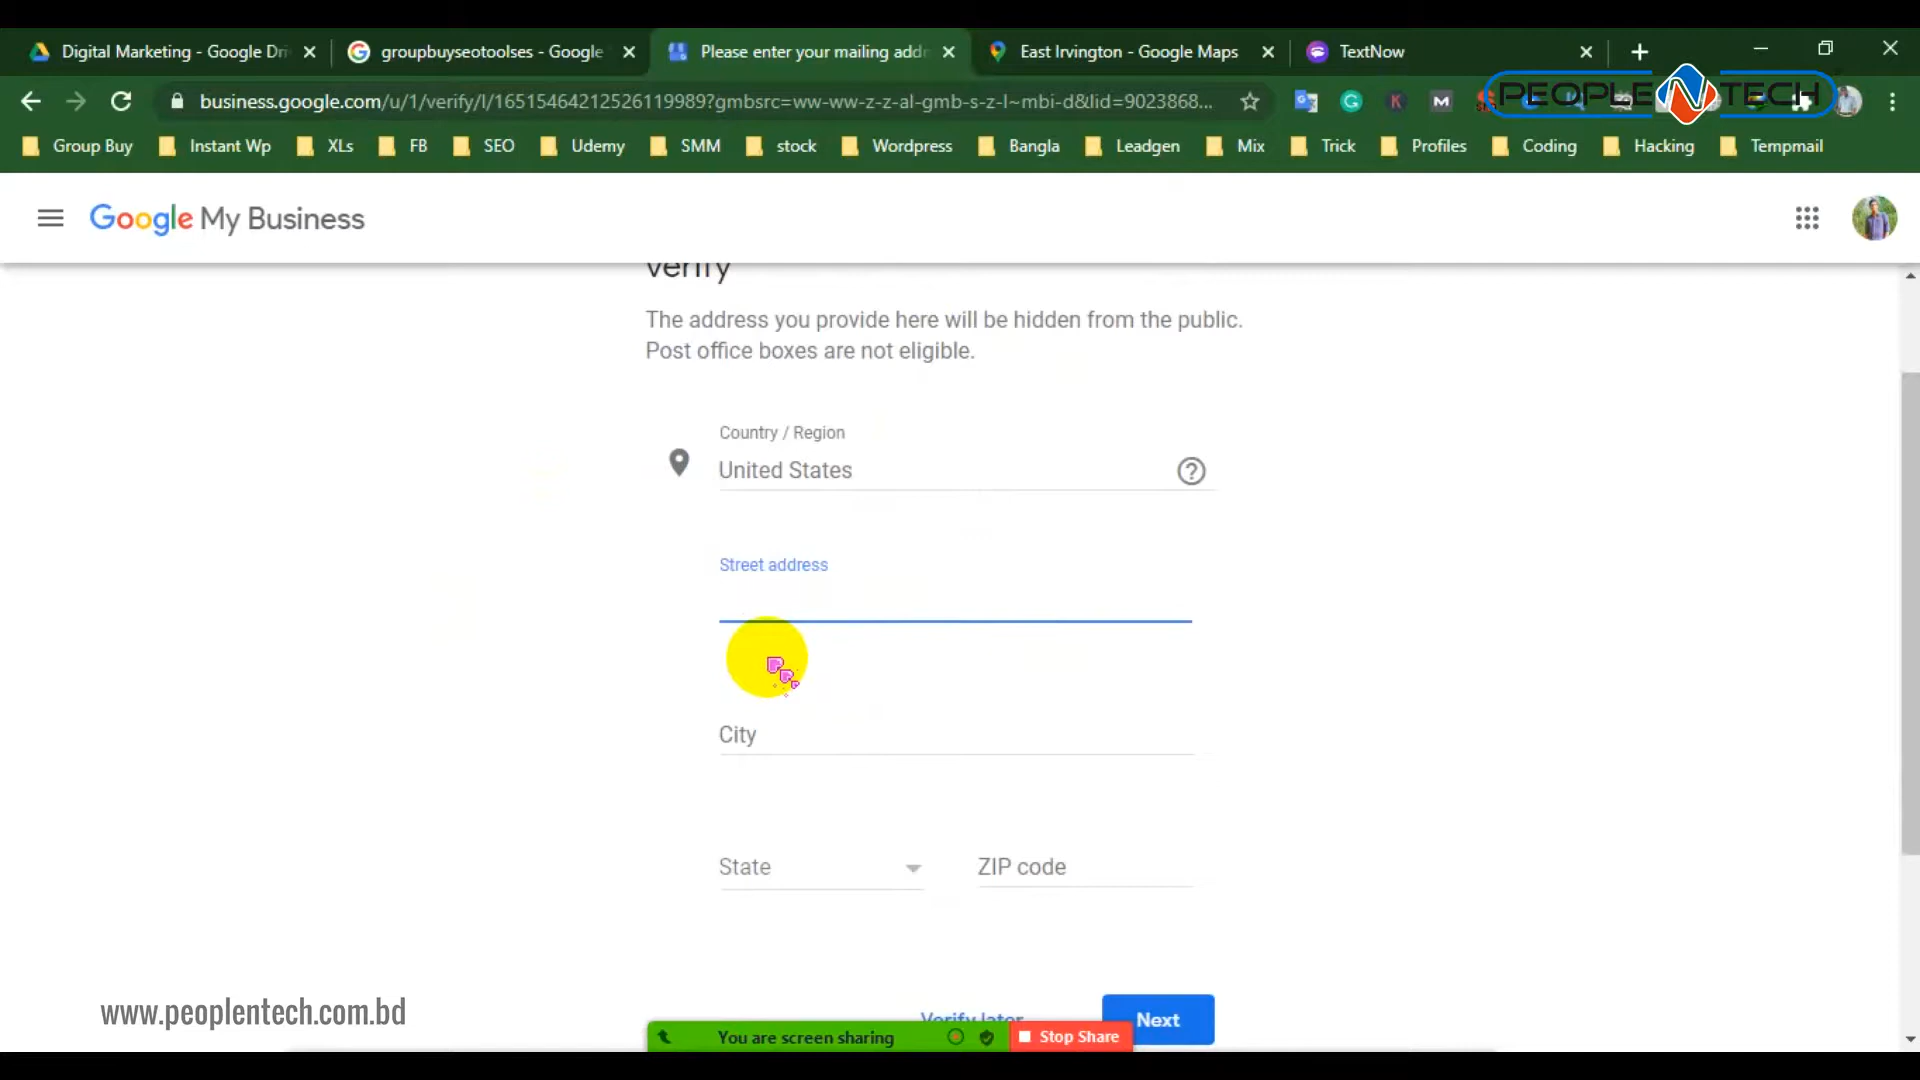 Digital Marketing - Google Dri
groupbuyseotoolses - Google
Please enter your mailing addr
East Irvington - Google Maps
TextNow
business.google.com/u/1/verify/l/16515464212526119989?gmbsrc=ww-ww-z-z-al-gmb-s-z-l~mbi-d&lid=9023868...
PEOPLE N TECH
Group Buy
Instant Wp
XLs
FB
SEO
Udemy
SMM
stock
Wordpress
Bangla
Leadgen
Mix
Trick
Profiles
Coding
Hacking
Tempmail
Google My Business
verify
The address you provide here will be hidden from the public.
Post office boxes are not eligible.
Country / Region
United States
Street address
City
State
ZIP code
Verify later
Next
www.peoplentech.com.bd
You are screen sharing
Stop Share